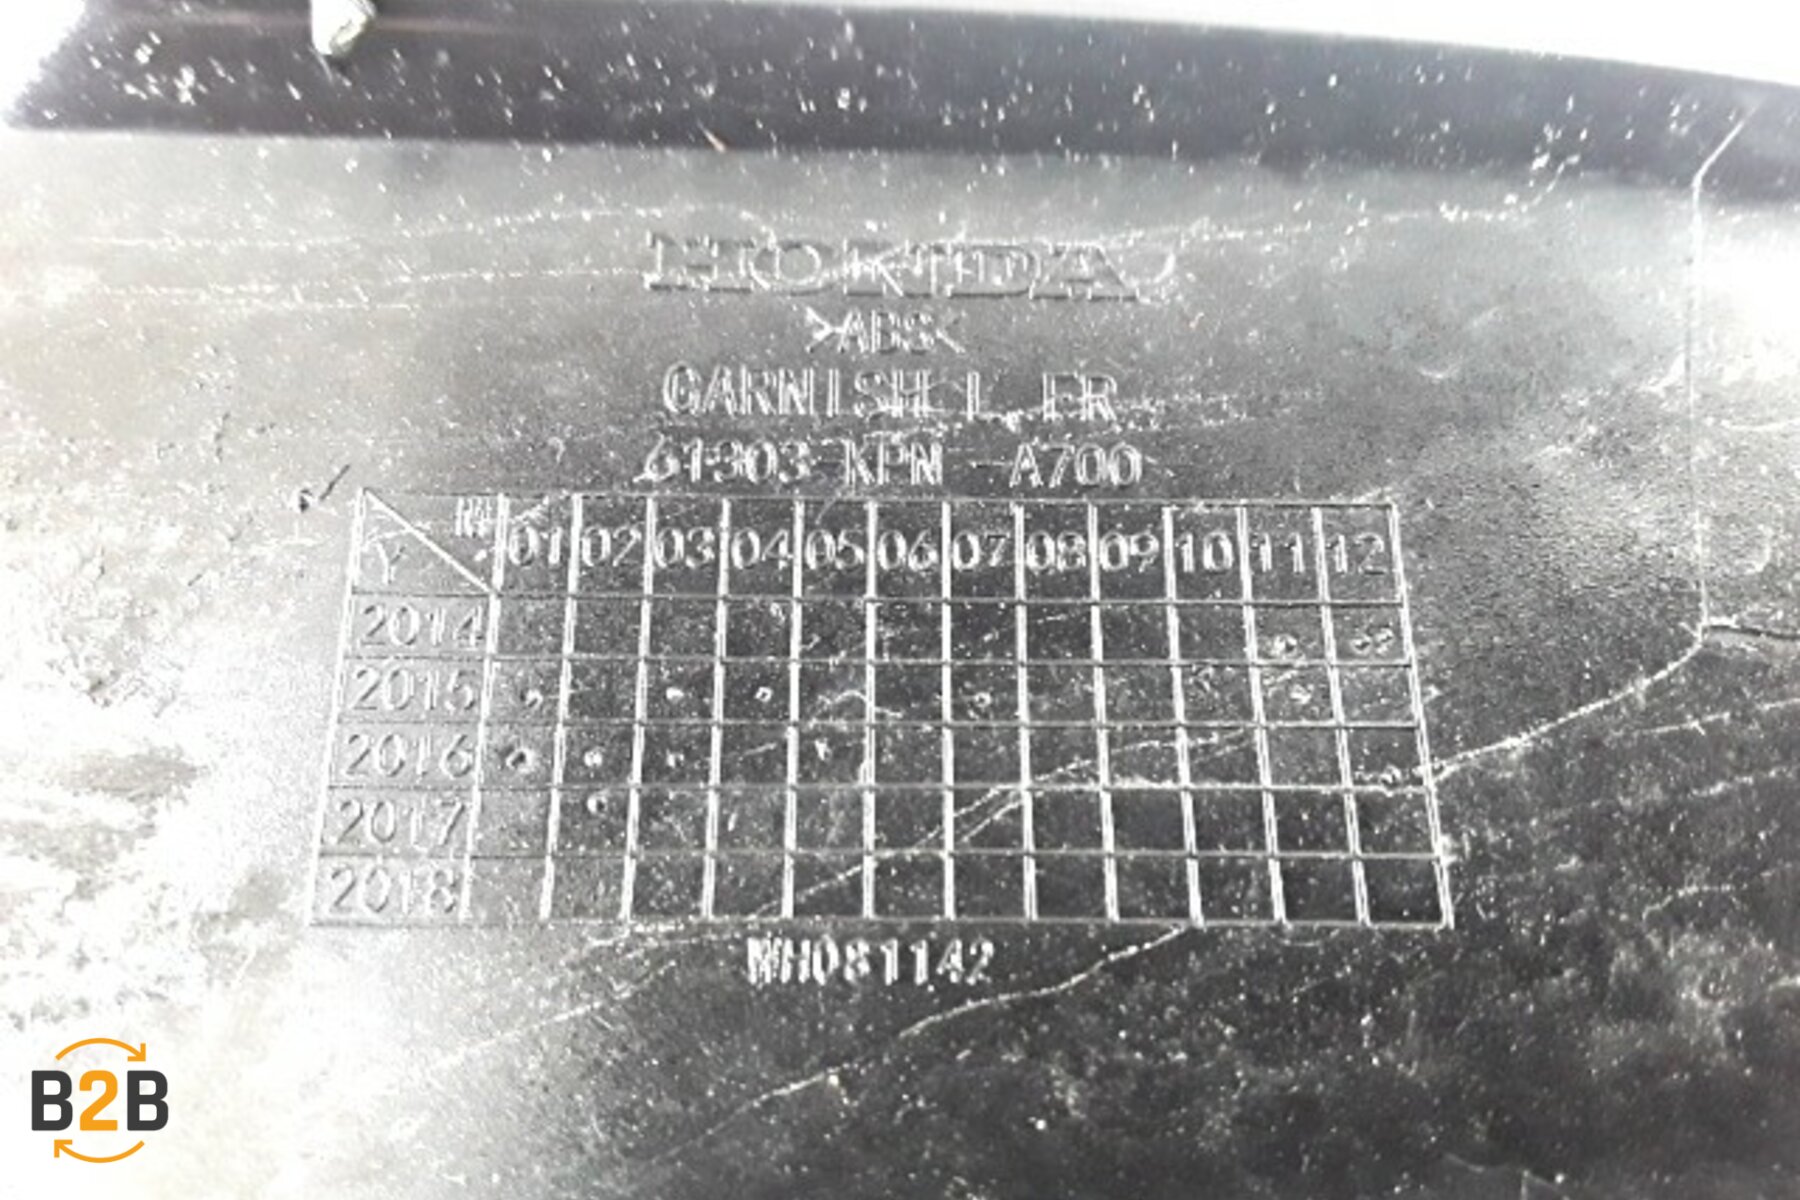 HONDA
>ABS<
GARNISH L. FR
61303-KPN -A700
M
Y
01 02 03 04 05 06 07 08 09 10 11 12
2014
2015
2016
2017
2018
MH081142
B2B